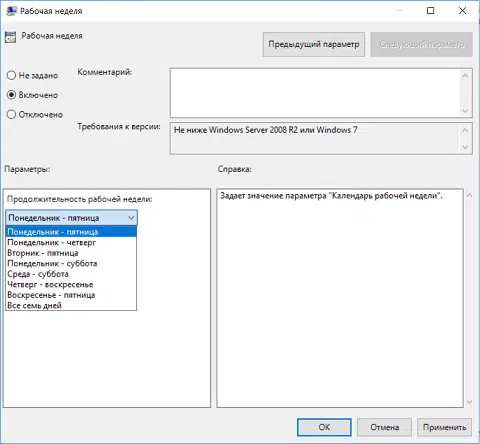 Рабочая неделя
Рабочая неделя
Предыдущий параметр
Следующий параметр
Не задано
Включено
Отключено
Комментарий:
Требования к версии:
Не ниже Windows Server 2008 R2 или Windows 7
Параметры:
Справка:
Продолжительность рабочей недели:
Понедельник - пятница
Понедельник - пятница
Понедельник - четверг
Вторник - пятница
Понедельник - суббота
Среда - суббота
Четверг - воскресенье
Воскресенье - пятница
Все семь дней
Задает значение параметра "Календарь рабочей недели".
ОК
Отмена
Применить